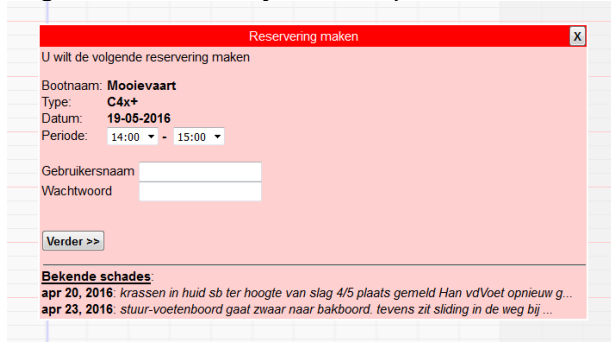 Reservering maken X
U wilt de volgende reservering maken
Bootnaam: Mooievaart
Type: C4x+
Datum: 19-05-2016
Periode: 14:00 - 15:00
Gebruikersnaam
Wachtwoord
Verder >>
Bekende schades:
apr 20, 2016: krassen in huid sb ter hoogte van slag 4/5 plaats gemeld Han vdVoet opnieuw g...
apr 23, 2016: stuur-voetenboord gaat zwaar naar bakboord. tevens zit sliding in de weg bij ...